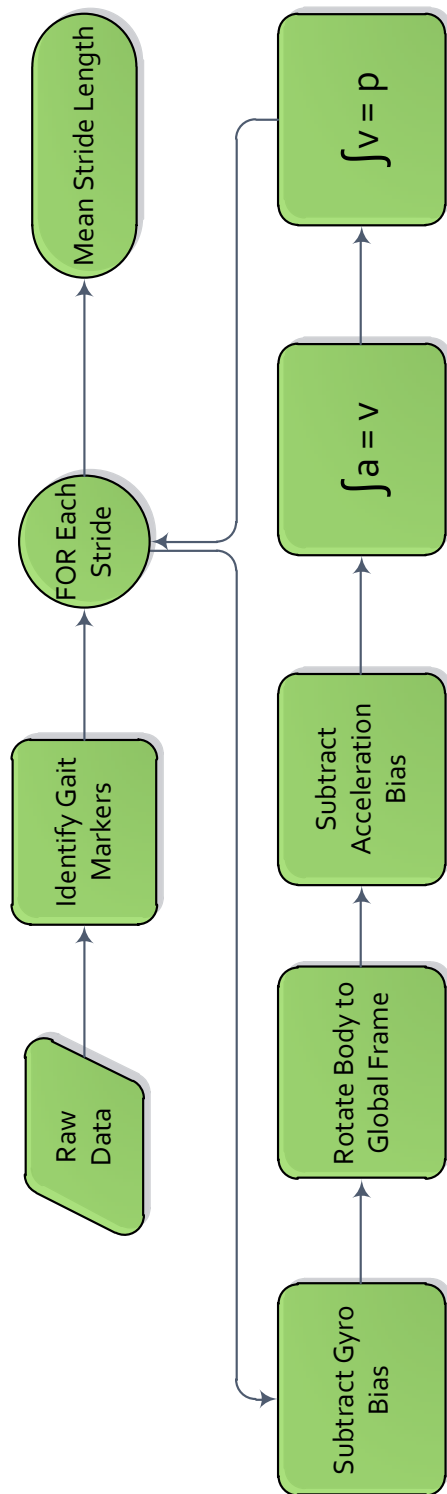 Raw
Data
Identify Gait
Markers
FOR Each
Stride
Mean Stride Length
Subtract Gyro
Bias
Rotate Body to
Global Frame
Subtract
Acceleration
Bias
∫a = v
∫v = p